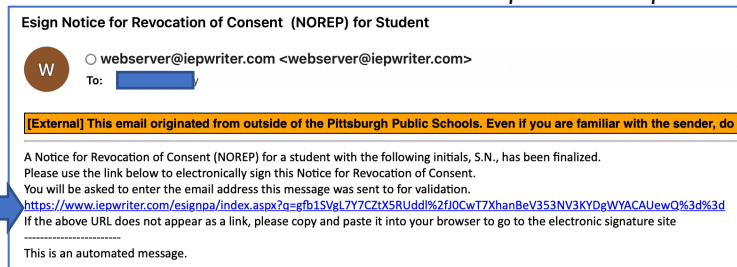 Esign Notice for Revocation of Consent (NOREP) for Student
W
webserver@iepwriter.com <webserver@iepwriter.com>
To:
[External] This email originated from outside of the Pittsburgh Public Schools. Even if you are familiar with the sender, do
A Notice for Revocation of Consent (NOREP) for a student with the following initials, S.N., has been finalized.
Please use the link below to electronically sign this Notice for Revocation of Consent.
You will be asked to enter the email address this message was sent to for validation.
https://www.iepwriter.com/esignpa/index.aspx?q=gfb1SVgL7Y7CZtX5RUddl%2fJ0CwT7XhanBeV353NV3KYDgWYACAUewQ%3d%3d
If the above URL does not appear as a link, please copy and paste it into your browser to go to the electronic signature site
-----------------------
This is an automated message.